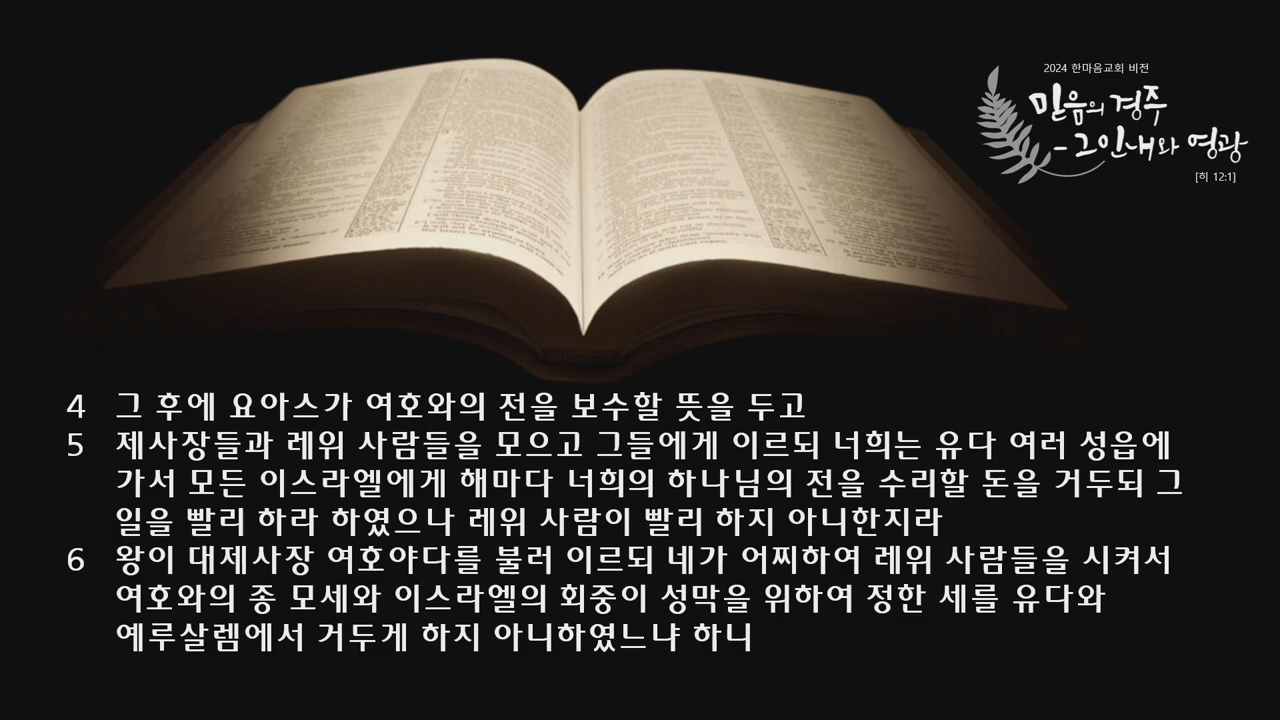 2024 한마음교회 비전
믿음의 경주
- 그 인내와 영광
[히 12:1]
4 그 후에 요아스가 여호와의 전을 보수할 뜻을 두고
5 제사장들과 레위 사람들을 모으고 그들에게 이르되 너희는 유다 여러 성읍에
가서 모든 이스라엘에게 해마다 너희의 하나님의 전을 수리할 돈을 거두되 그
일을 빨리 하라 하였으나 레위 사람이 빨리 하지 아니한지라
6 왕이 대제사장 여호야다를 불러 이르되 네가 어찌하여 레위 사람들을 시켜서
여호와의 종 모세와 이스라엘의 회중이 성막을 위하여 정한 세를 유다와
예루살렘에서 거두게 하지 아니하였느냐 하니